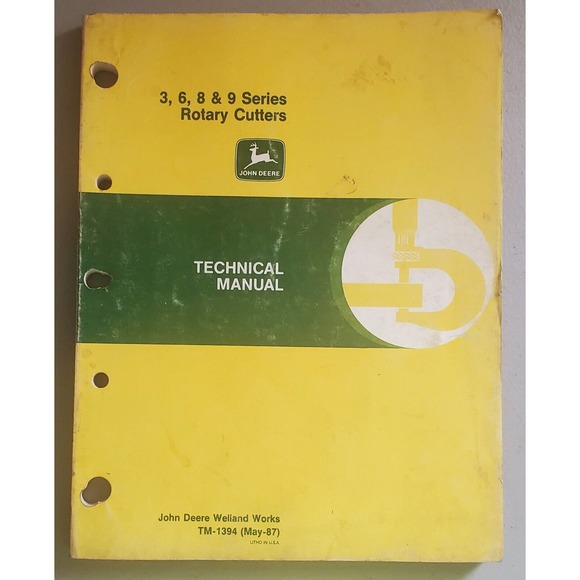 3, 6, 8 & 9 Series
Rotary Cutters
JOHN DEERE
TECHNICAL
MANUAL
John Deere Welland Works
TM-1394 (May-87)
LITHO IN U.S.A.